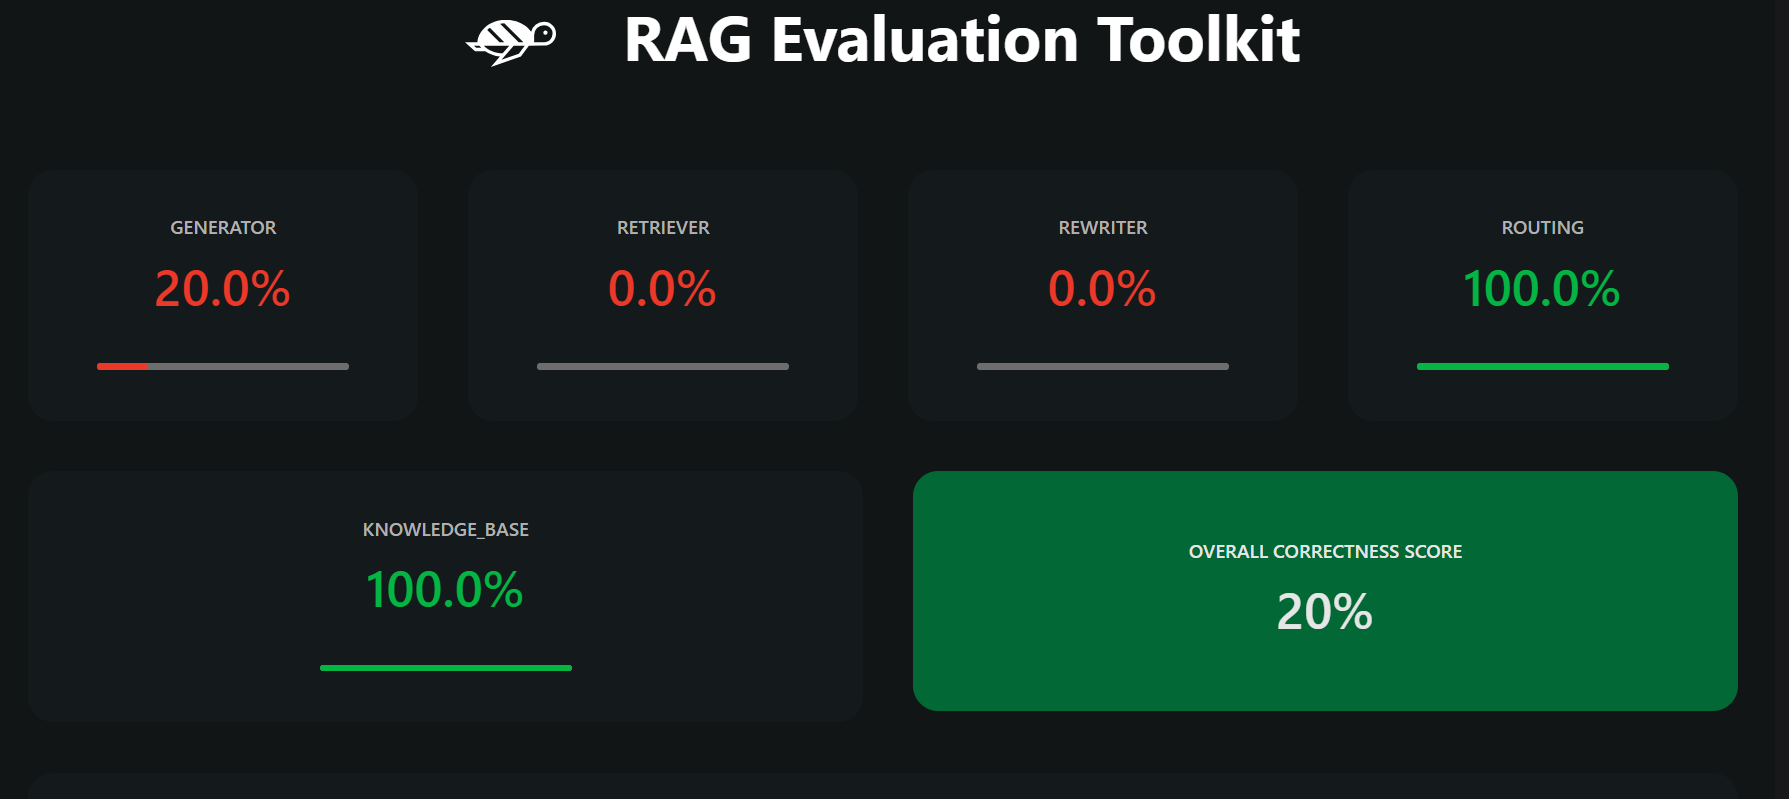 RAG Evaluation Toolkit
GENERATOR
20.0%
RETRIEVER
0.0%
REWRITER
0.0%
ROUTING
100.0%
KNOWLEDGE_BASE
100.0%
OVERALL CORRECTNESS SCORE
20%